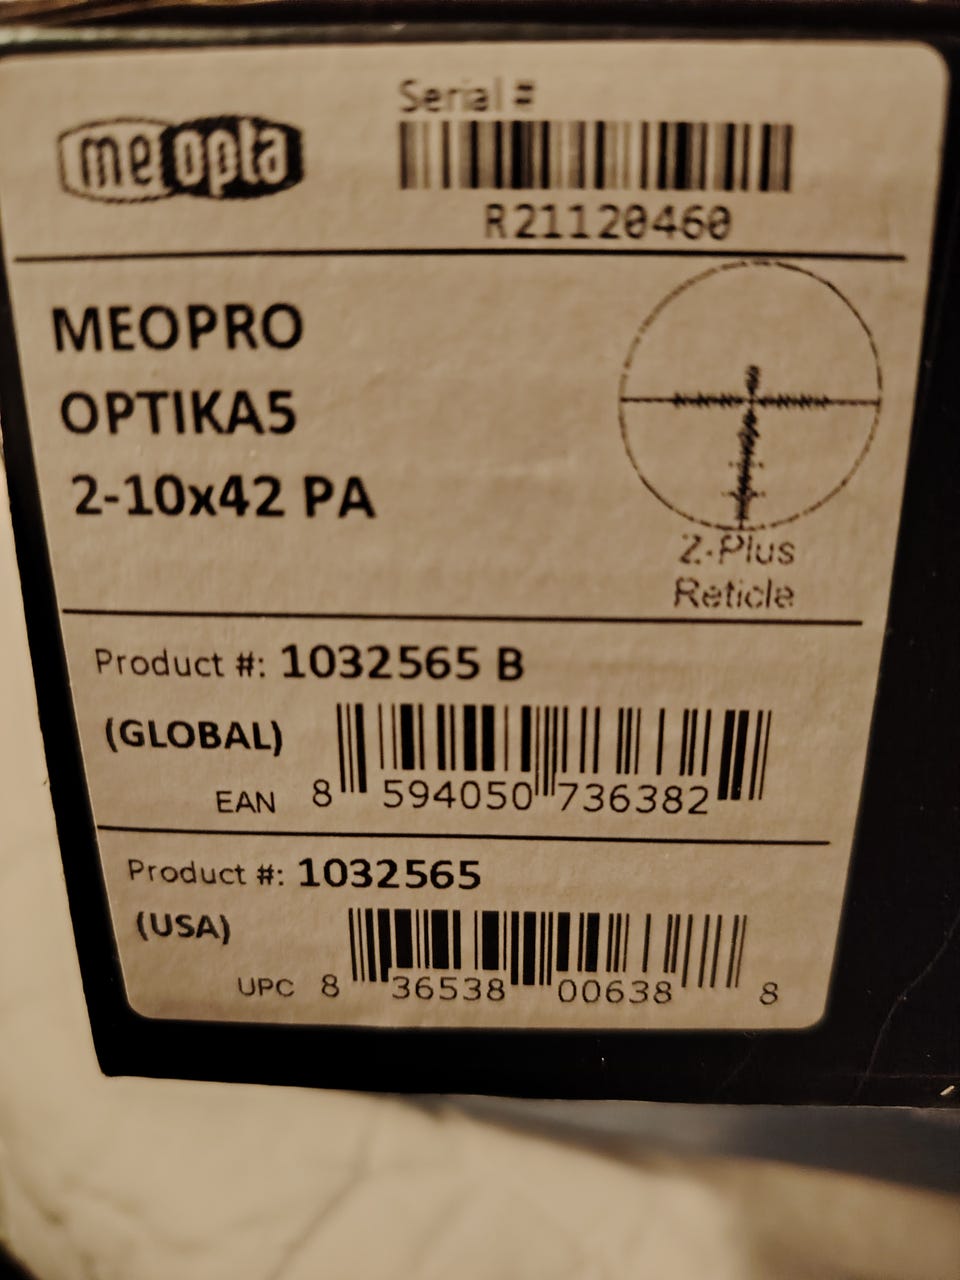 meopta
Serial #
R21120460
MEOPRO
OPTIKA5
2-10x42 PA
Z-Plus
Reticle
Product #: 1032565 B
(GLOBAL)
EAN 8 594050 736382
Product #: 1032565
(USA)
UPC 8 36538 00638 8